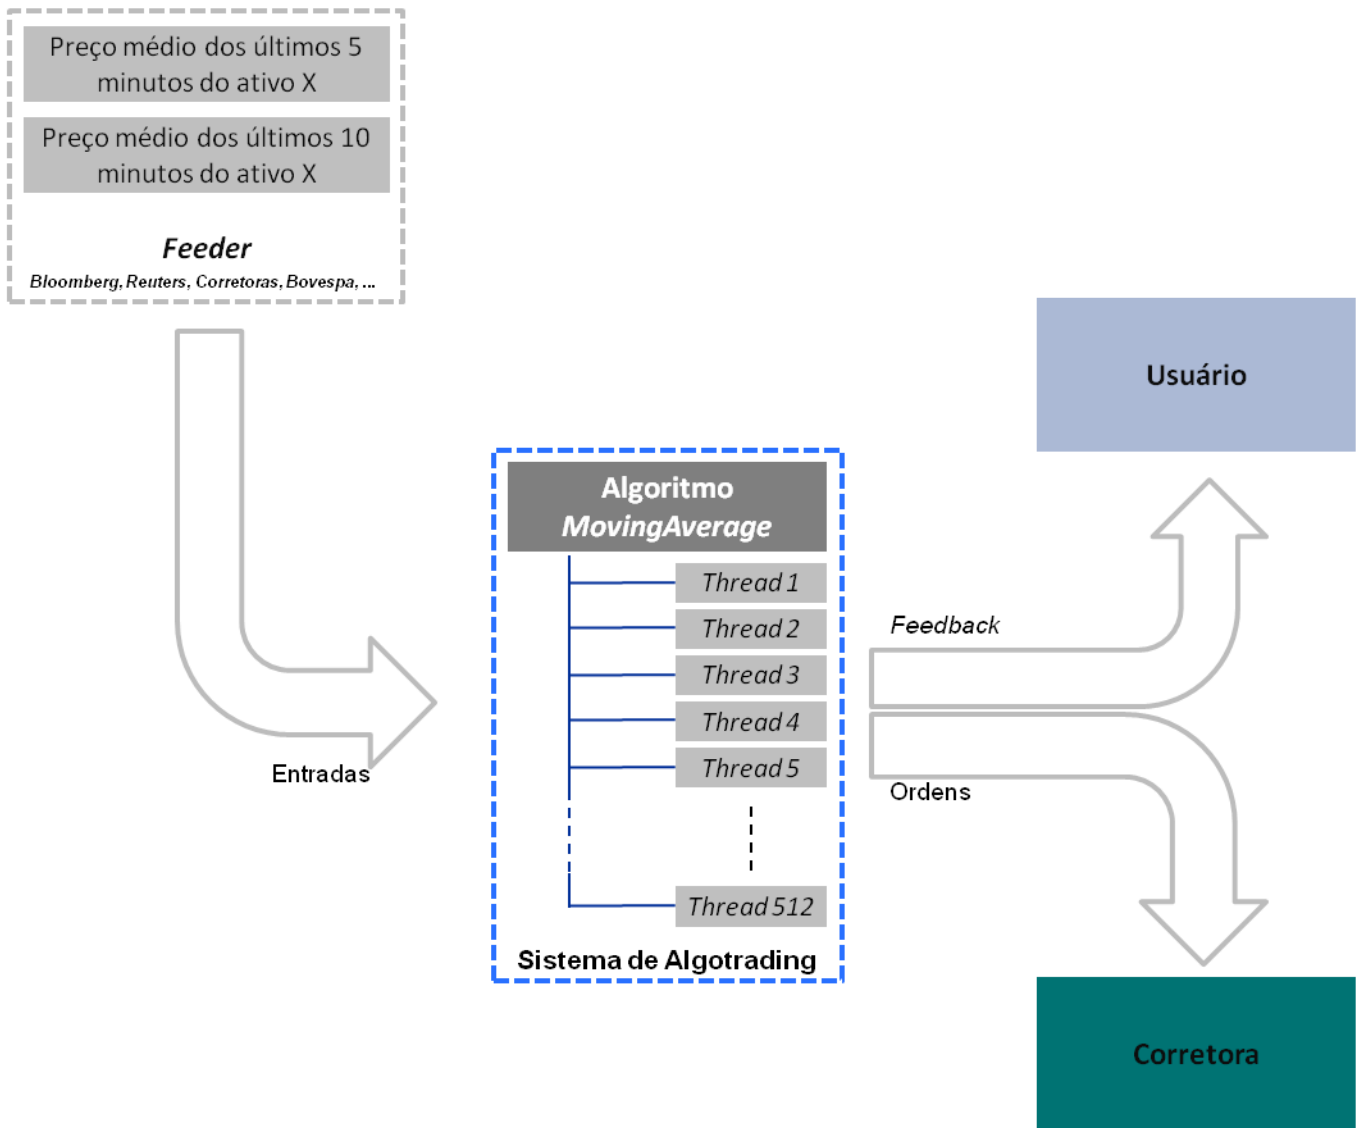 Preço médio dos últimos 5
minutos do ativo X
Preço médio dos últimos 10
minutos do ativo X
Feeder
Bloomberg, Reuters, Corretoras, Bovespa, ...
Entradas
Algoritmo
MovingAverage
Thread 1
Thread 2
Thread 3
Thread 4
Thread 5
Thread 512
Sistema de Algotrading
Feedback
Ordens
Usuário
Corretora